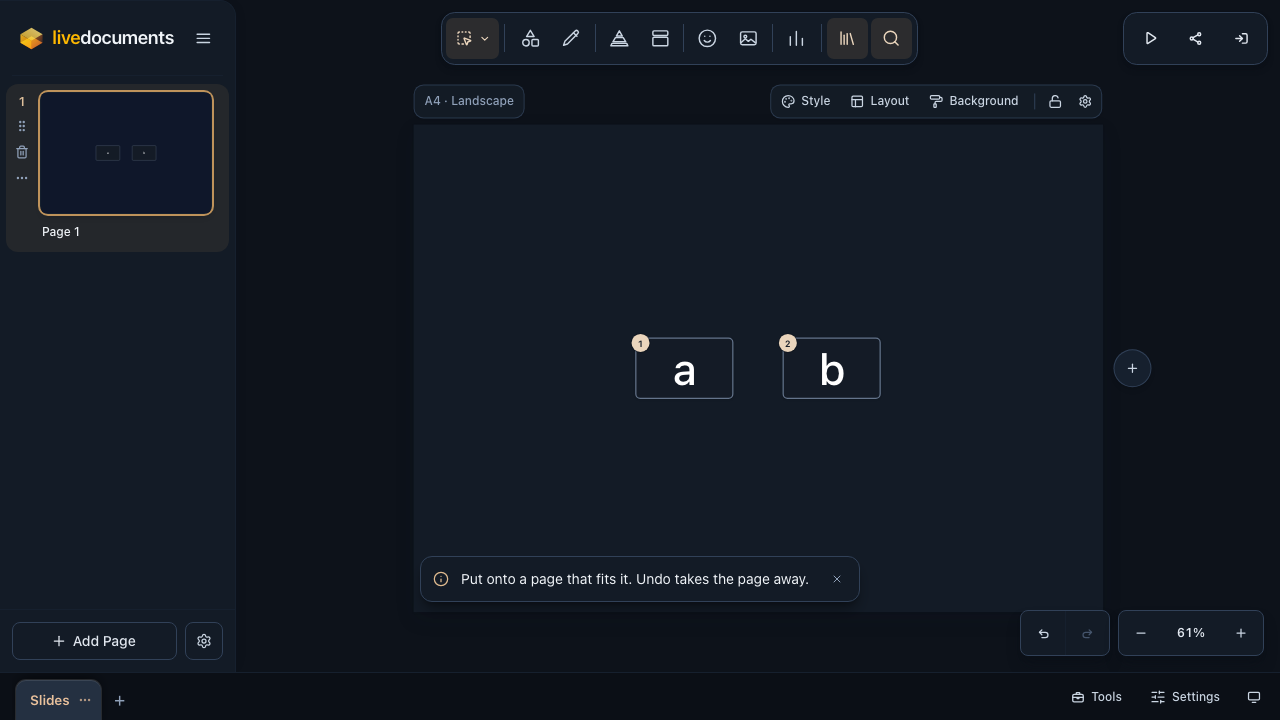 livedocuments
1
Page 1
A4 · Landscape
Style
Layout
Background
1
a
2
b
Put onto a page that fits it. Undo takes the page away.
Add Page
61%
Slides
Tools
Settings